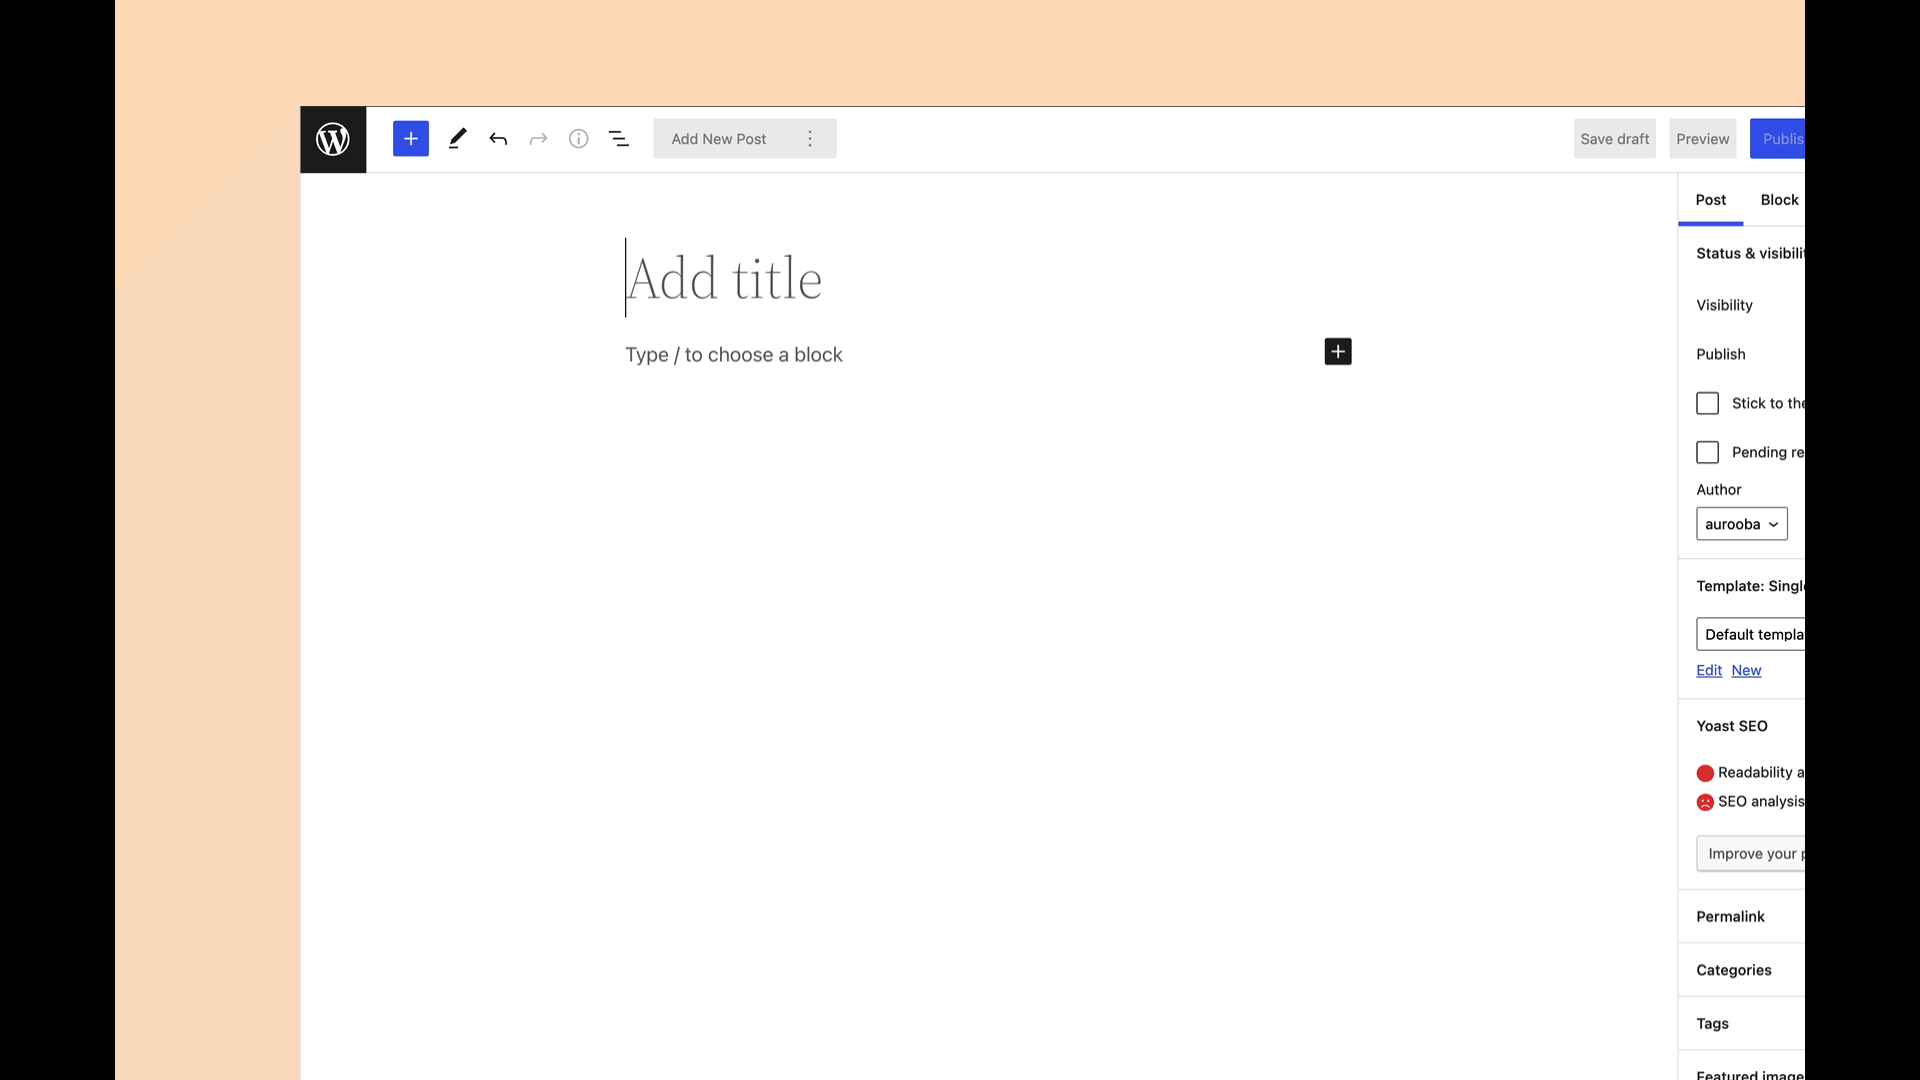 Add New Post
Save draft
Preview
Publis
Post
Block
Add title
Type / to choose a block
Status & visibilit
Visibility
Publish
Stick to the
Pending re
Author
aurooba
Template: Singl
Default templa
Edit New
Yoast SEO
Readability a
SEO analysis
Improve your p
Permalink
Categories
Tags
Featured image